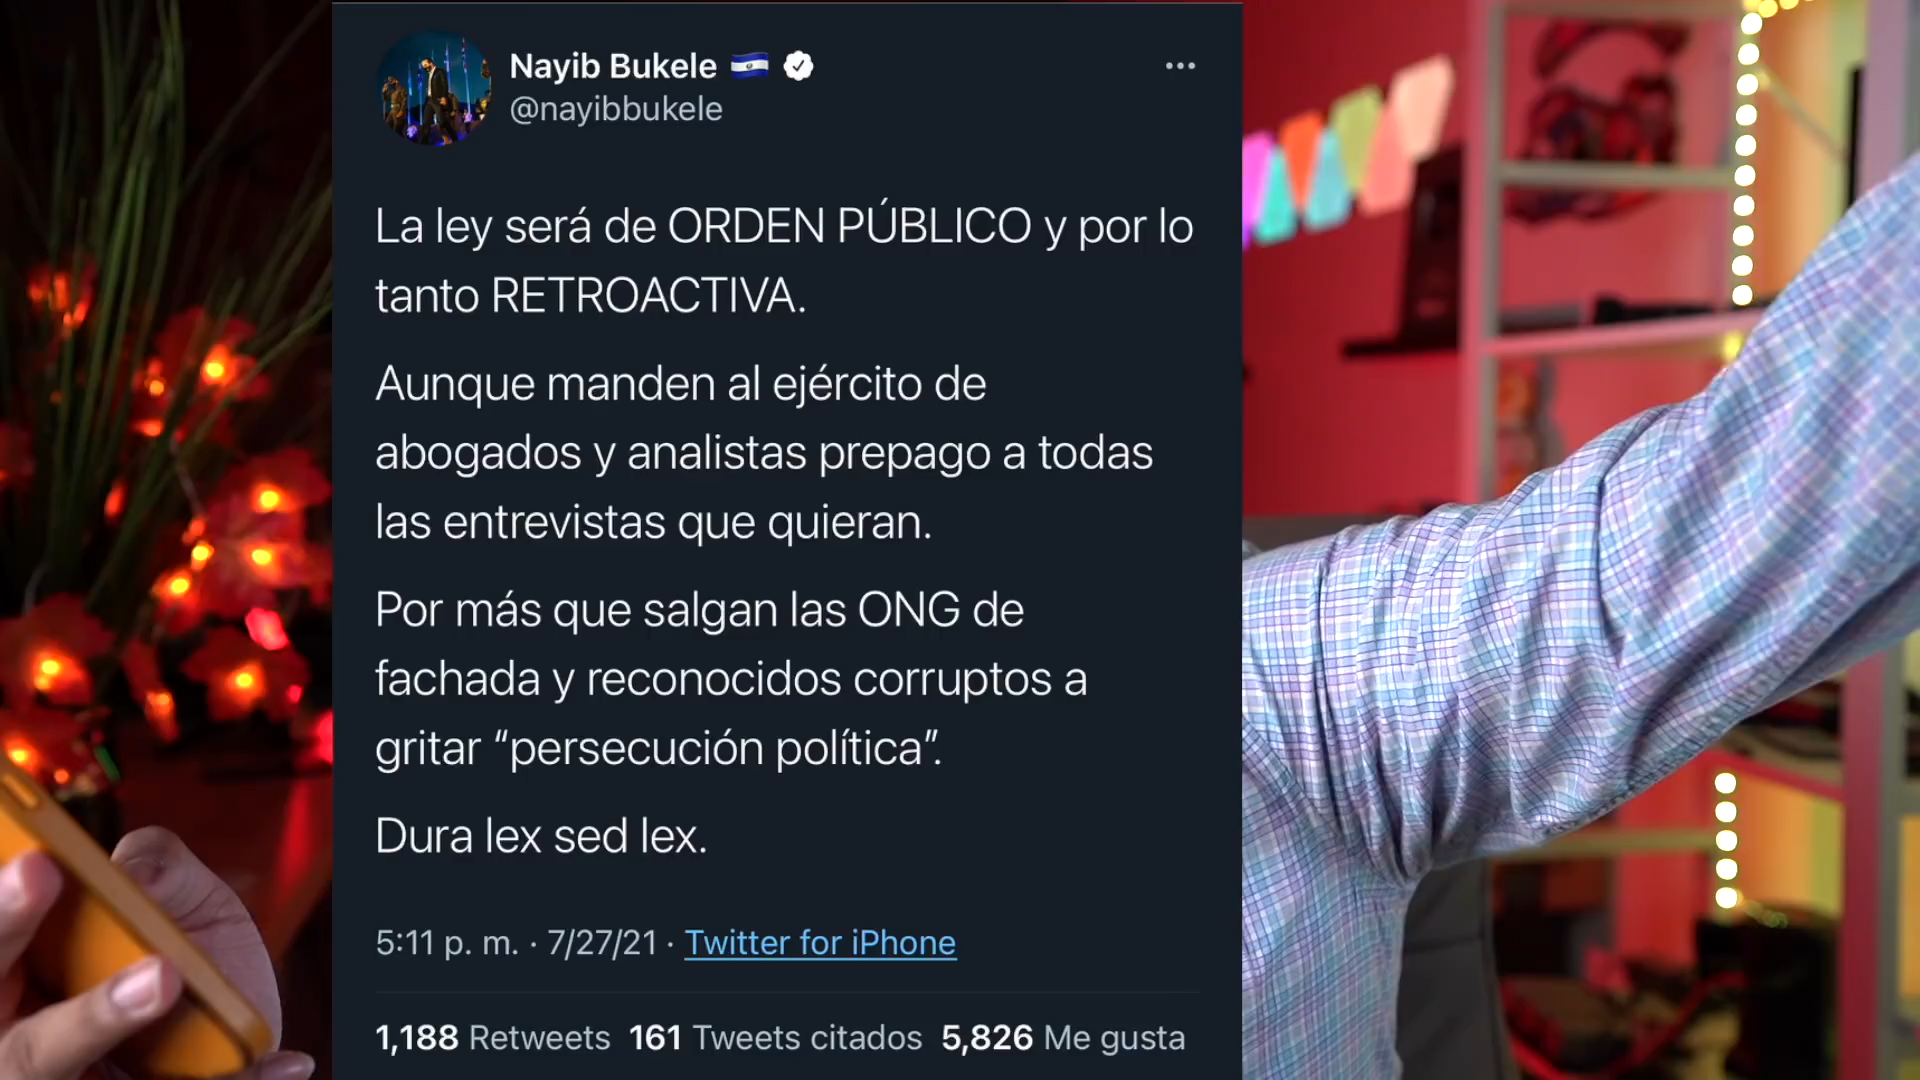 Nayib Bukele
@nayibbukele
La ley será de ORDEN PÚBLICO y por lo
tanto RETROACTIVA.
Aunque manden al ejército de
abogados y analistas prepago a todas
las entrevistas que quieran.
Por más que salgan las ONG de
fachada y reconocidos corruptos a
gritar “persecución política”.
Dura lex sed lex.
5:11 p. m. · 7/27/21 · Twitter for iPhone
1,188 Retweets 161 Tweets citados 5,826 Me gusta